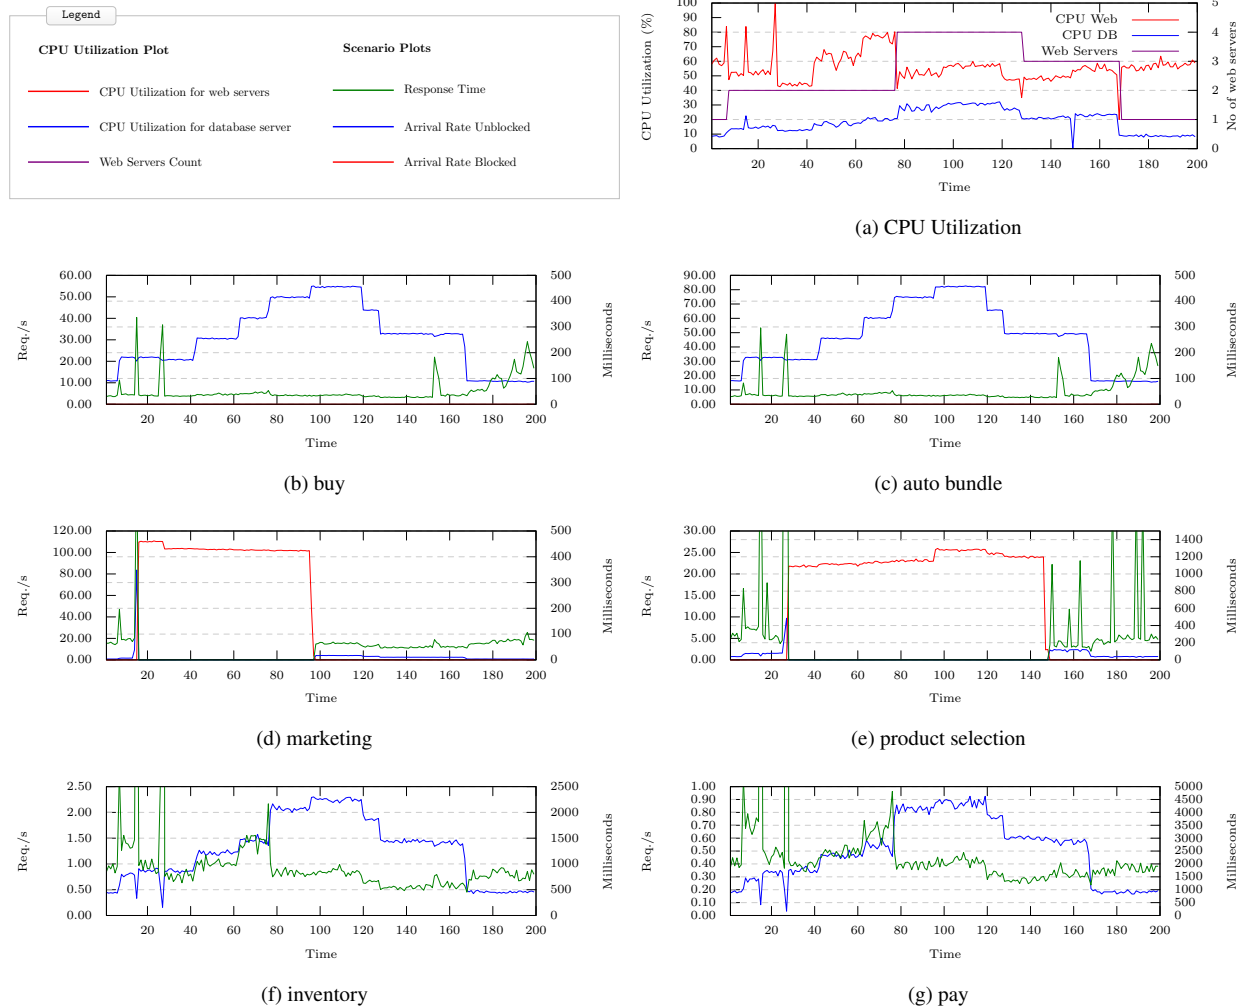 Legend
CPU Utilization Plot
Scenario Plots
CPU Utilization for web servers
Response Time
CPU Utilization for database server
Arrival Rate Unblocked
Web Servers Count
Arrival Rate Blocked
CPU Utilization (%)
100
90
80
70
60
50
40
30
20
10
0
CPU Web
CPU DB
Web Servers
5
4
3
2
1
0
No of web servers
20 40 60 80 100 120 140 160 180 200
Time
(a) CPU Utilization
Req./s
60.00
50.00
40.00
30.00
20.00
10.00
0.00
500
400
300
200
100
0
Milliseconds
20 40 60 80 100 120 140 160 180 200
Time
(b) buy
Req./s
90.00
80.00
70.00
60.00
50.00
40.00
30.00
20.00
10.00
0.00
500
400
300
200
100
0
Milliseconds
20 40 60 80 100 120 140 160 180 200
Time
(c) auto bundle
Req./s
120.00
100.00
80.00
60.00
40.00
20.00
0.00
500
400
300
200
100
0
Milliseconds
20 40 60 80 100 120 140 160 180 200
Time
(d) marketing
Req./s
30.00
25.00
20.00
15.00
10.00
5.00
0.00
1400
1200
1000
800
600
400
200
0
Milliseconds
20 40 60 80 100 120 140 160 180 200
Time
(e) product selection
Req./s
2.50
2.00
1.50
1.00
0.50
0.00
2500
2000
1500
1000
500
0
Milliseconds
20 40 60 80 100 120 140 160 180 200
Time
(f) inventory
Req./s
1.00
0.90
0.80
0.70
0.60
0.50
0.40
0.30
0.20
0.10
0.00
5000
4500
4000
3500
3000
2500
2000
1500
1000
500
0
Milliseconds
20 40 60 80 100 120 140 160 180 200
Time
(g) pay